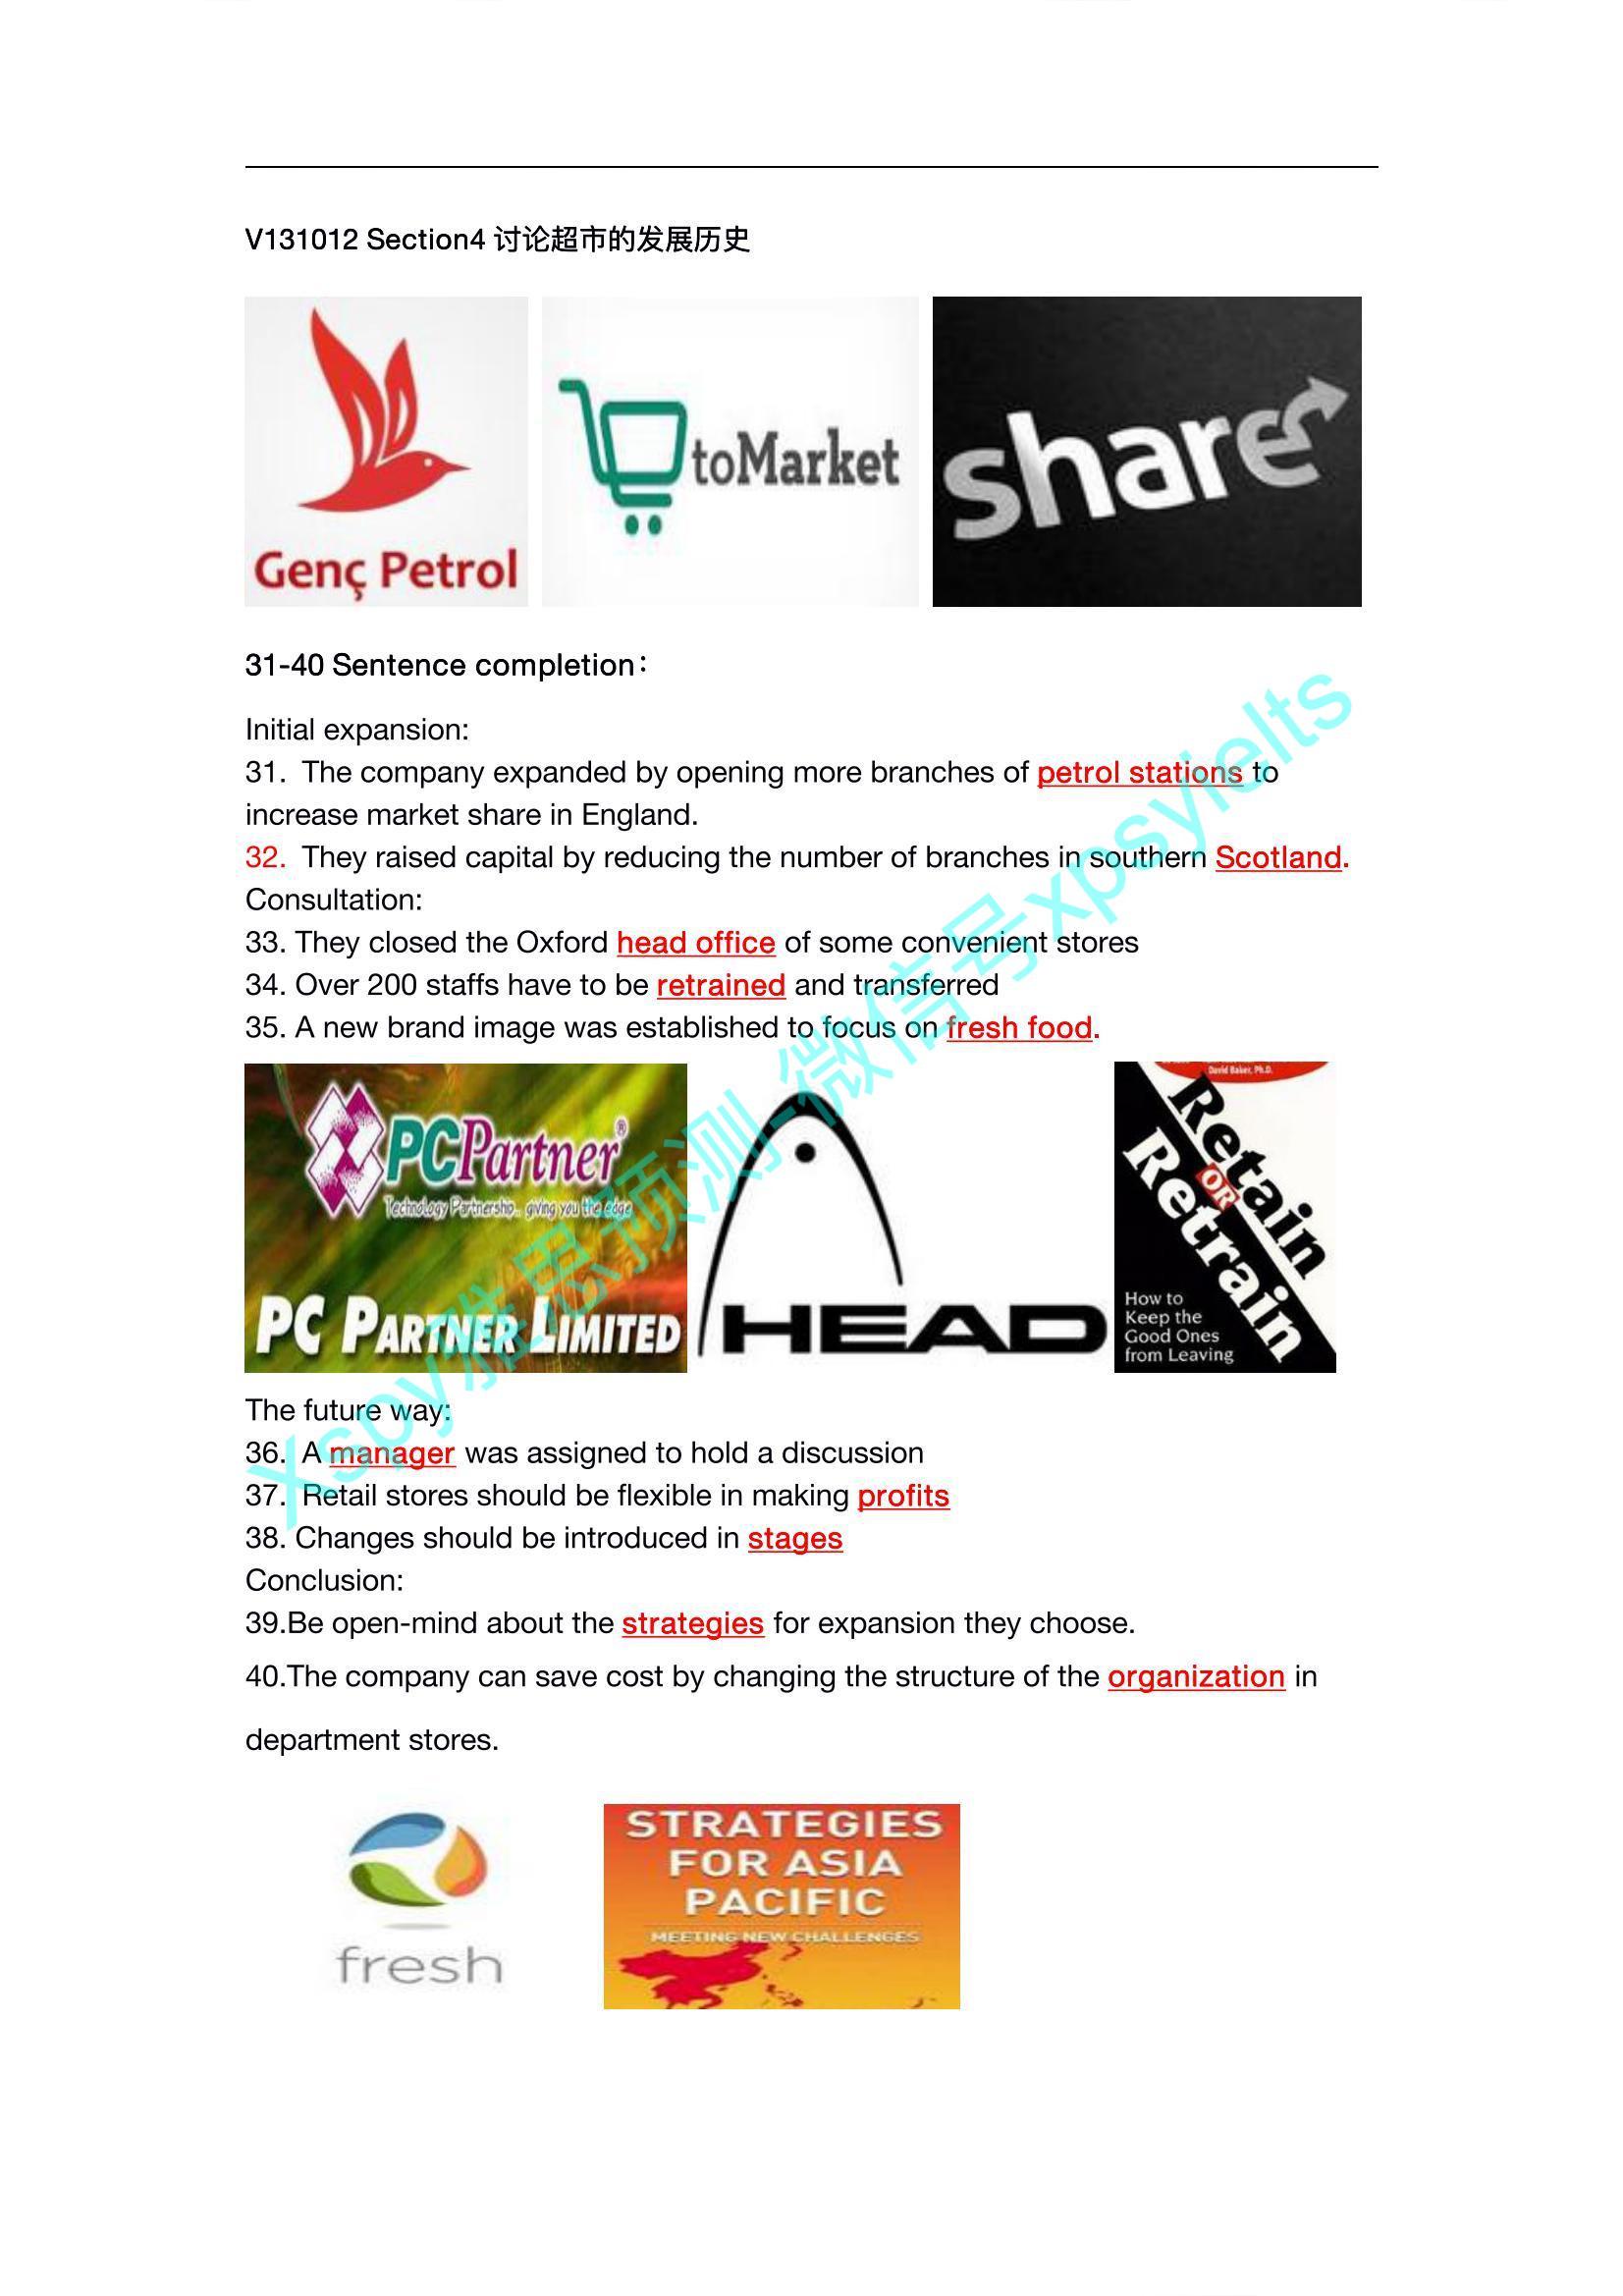 V131012 Section4 讨论超市的发展历史
Genç Petrol
toMarket
share
31-40 Sentence completion：
Initial expansion:
31. The company expanded by opening more branches of petrol stations to
increase market share in England.
32. They raised capital by reducing the number of branches in southern Scotland.
Consultation:
33. They closed the Oxford head office of some convenient stores
34. Over 200 staffs have to be retrained and transferred
35. A new brand image was established to focus on fresh food.
PCPartner®
Technology Partnership.. giving you the edge
PC PARTNER LIMITED
HEAD
David Baker, Ph.D.
Retain
OR
Retrain
How to
Keep the
Good Ones
from Leaving
The future way:
36. A manager was assigned to hold a discussion
37. Retail stores should be flexible in making profits
38. Changes should be introduced in stages
Conclusion:
39.Be open-mind about the strategies for expansion they choose.
40.The company can save cost by changing the structure of the organization in
department stores.
fresh
STRATEGIES
FOR ASIA
PACIFIC
MEETING NEW CHALLENGES
Xspy雅思预测-微信号xpsyielts